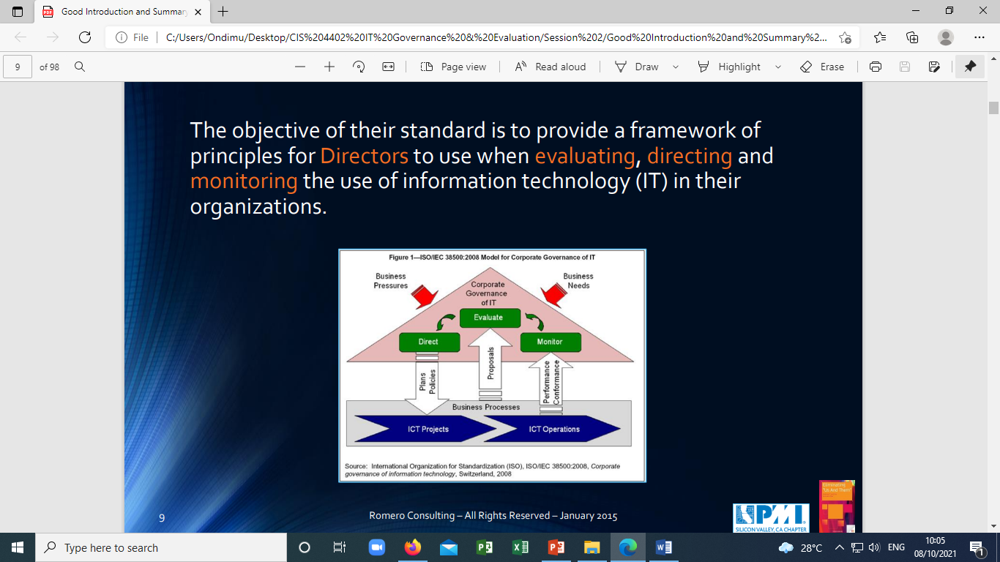 Good Introduction and Summary
File
C:/Users/Ondimu/Desktop/CIS%204402%20IT%20Governance%20&%20Evaluation/Session%202/Good%20Introduction%20and%20Summary%2...
9
of 98
Page view
Read aloud
Draw
Highlight
Erase
The objective of their standard is to provide a framework of
principles for Directors to use when evaluating, directing and
monitoring the use of information technology (IT) in their
organizations.
Figure 1—ISO/IEC 38500:2008 Model for Corporate Governance of IT
Business
Pressures
Business
Needs
Corporate
Governance
of IT
Evaluate
Direct
Monitor
Plans
Policies
Proposals
Performance
Conformance
Business Processes
ICT Projects
ICT Operations
Source: International Organization for Standardization (ISO), ISO/IEC 38500:2008, Corporate
governance of information technology, Switzerland, 2008
9
Romero Consulting – All Rights Reserved – January 2015
PMI
SILICON VALLEY, CA CHAPTER
Eliminating
"Us And Them"
Type here to search
28°C
ENG
10:05
08/10/2021
1